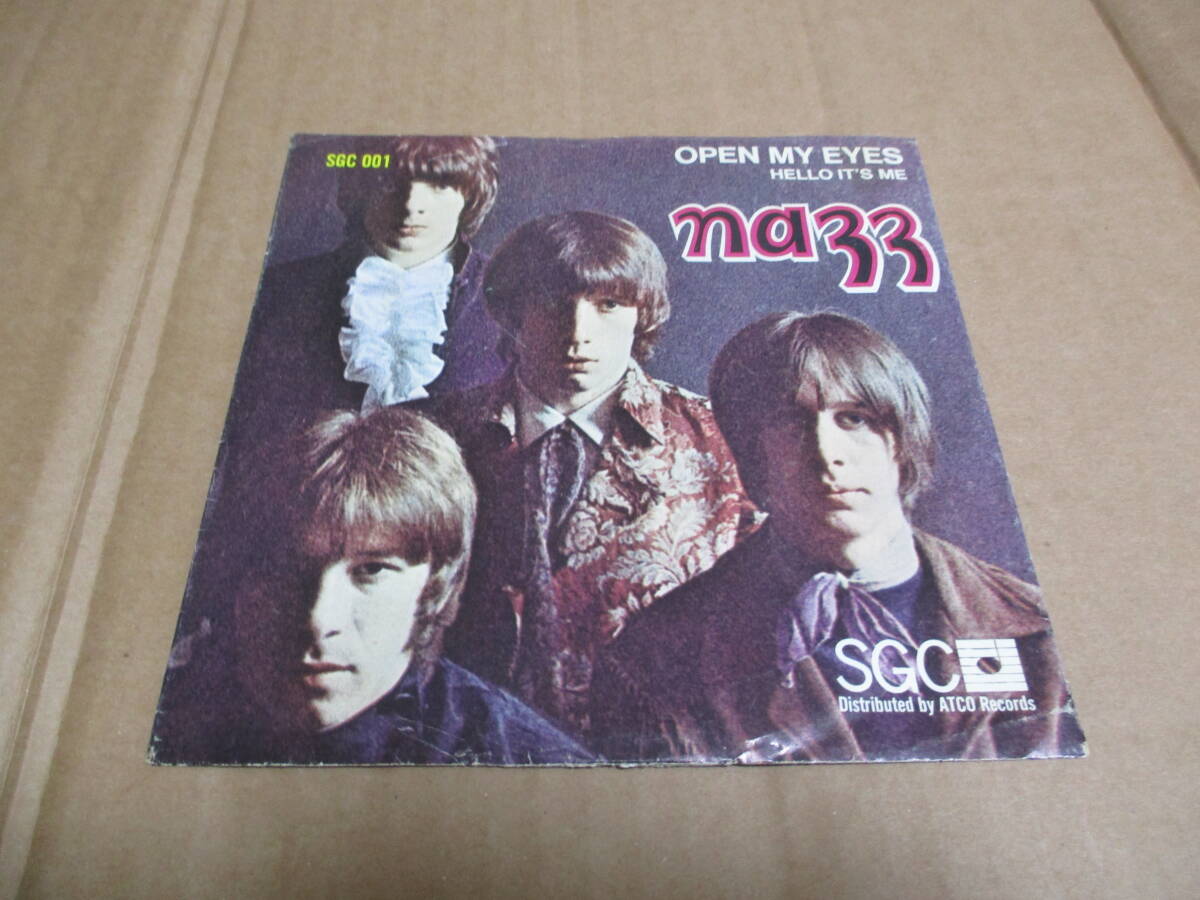 SGC 001
OPEN MY EYES
HELLO IT'S ME
nazz
SGC
Distributed by ATCO Records